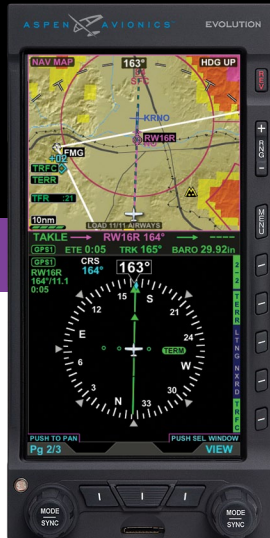 ASPEN AVIONICS EVOLUTION
NAV MAP 163° HDG UP
REV
+ RNG -
KRNO
RW16R
FMG
+02
TRFC
TERR
TFR :21
10nm
LOAD 11/11 AIRWAYS
MENU
TAKLE RW16R 164° ----
GPS1 ETE 0:05 TRK 165° BARO 29.92in
GPS1 CRS 163°
RW16R 164°
164°/11.1
0:05
15 S
12 21
E 24
TERM
6 W
3 30
N 33
2-2
TERR
LTNG
NXRD
TRFC
PUSH TO PAN PUSH SEL WINDOW
Pg 2/3 VIEW
MODE MODE
SYNC SYNC